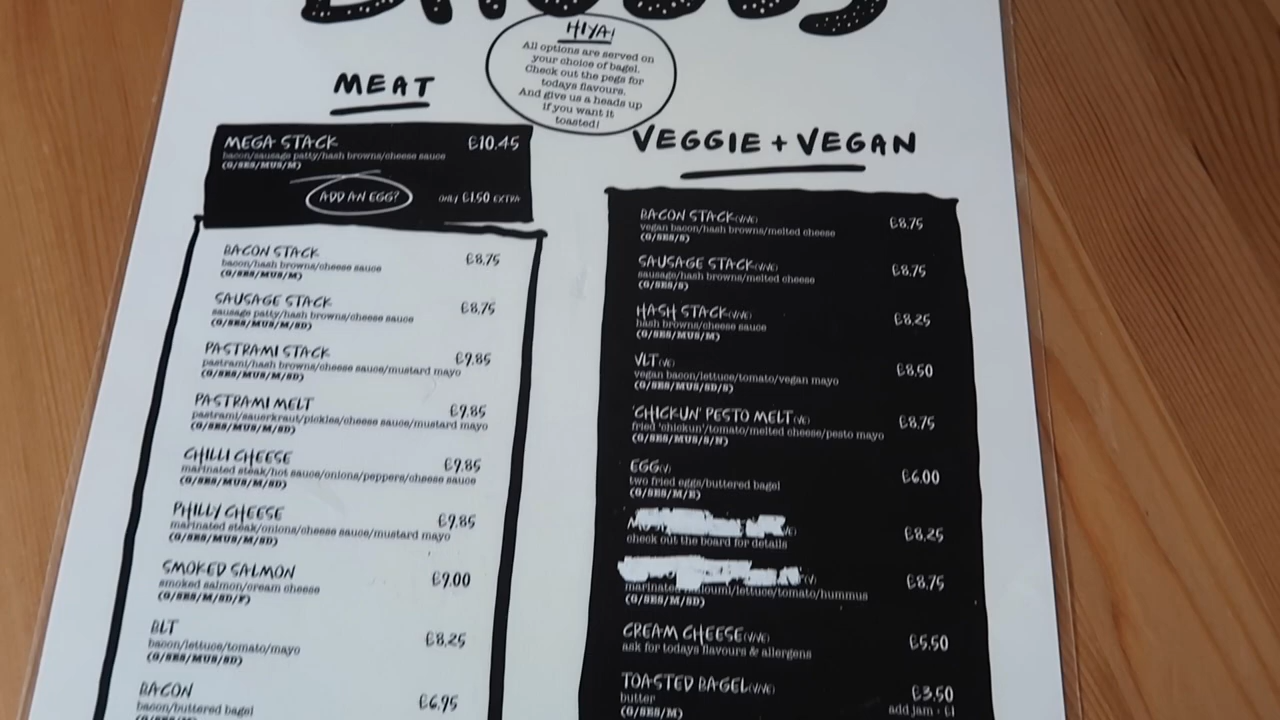 HIYA!
All options are served on
your choice of bagel.
Check out the pegs for
todays flavours.
And give us a heads up
if you want it
toasted!
MEAT
MEGA STACK £10.45
bacon/sausage patty/hash browns/cheese sauce
(G/SES/MUS/M)
ADD AN EGG? ONLY £1.50 EXTRA
BACON STACK £8.75
bacon/hash browns/cheese sauce
(G/SES/MUS/M)
SAUSAGE STACK £8.75
sausage patty/hash browns/cheese sauce
(G/SES/MUS/M/SD)
PASTRAMI STACK £9.85
pastrami/hash browns/cheese sauce/mustard mayo
(G/SES/MUS/M/SD)
PASTRAMI MELT £9.85
pastrami/sauerkraut/pickles/cheese sauce/mustard mayo
(G/SES/MUS/M/SD)
CHILLI CHEESE £9.85
marinated steak/hot sauce/onions/peppers/cheese sauce
(G/SES/MUS/M/SD)
PHILLY CHEESE £9.85
marinated steak/onions/cheese sauce/mustard mayo
(G/SES/MUS/M/SD)
SMOKED SALMON £9.00
smoked salmon/cream cheese
(G/SES/M/SD/F)
BLT £8.25
bacon/lettuce/tomato/mayo
(G/SES/MUS/SD)
BACON £6.95
bacon/buttered bagel
VEGGIE + VEGAN
BACON STACK(V/VE) £8.75
vegan bacon/hash browns/melted cheese
(G/SES/S)
SAUSAGE STACK(V/VE) £8.75
sausage/hash browns/melted cheese
(G/SES/S)
HASH STACK(V/VE) £8.25
hash browns/cheese sauce
(G/SES/MUS/M)
VLT(VE) £8.50
vegan bacon/lettuce/tomato/vegan mayo
(G/SES/MUS/SD/S)
'CHICKUN' PESTO MELT(VE) £8.75
fried 'chickun'/tomato/melted cheese/pesto mayo
(G/SES/MUS/S/N)
EGG(V) £6.00
two fried eggs/buttered bagel
(G/SES/M/E)
£8.25
check out the board for details
(V) £8.75
marinated /lettuce/tomato/hummus
(G/SES/M/SD)
CREAM CHEESE(V/VE) £5.50
ask for todays flavours & allergens
TOASTED BAGEL(V/VE) £3.50
butter add jam - £1
(G/SES/M)